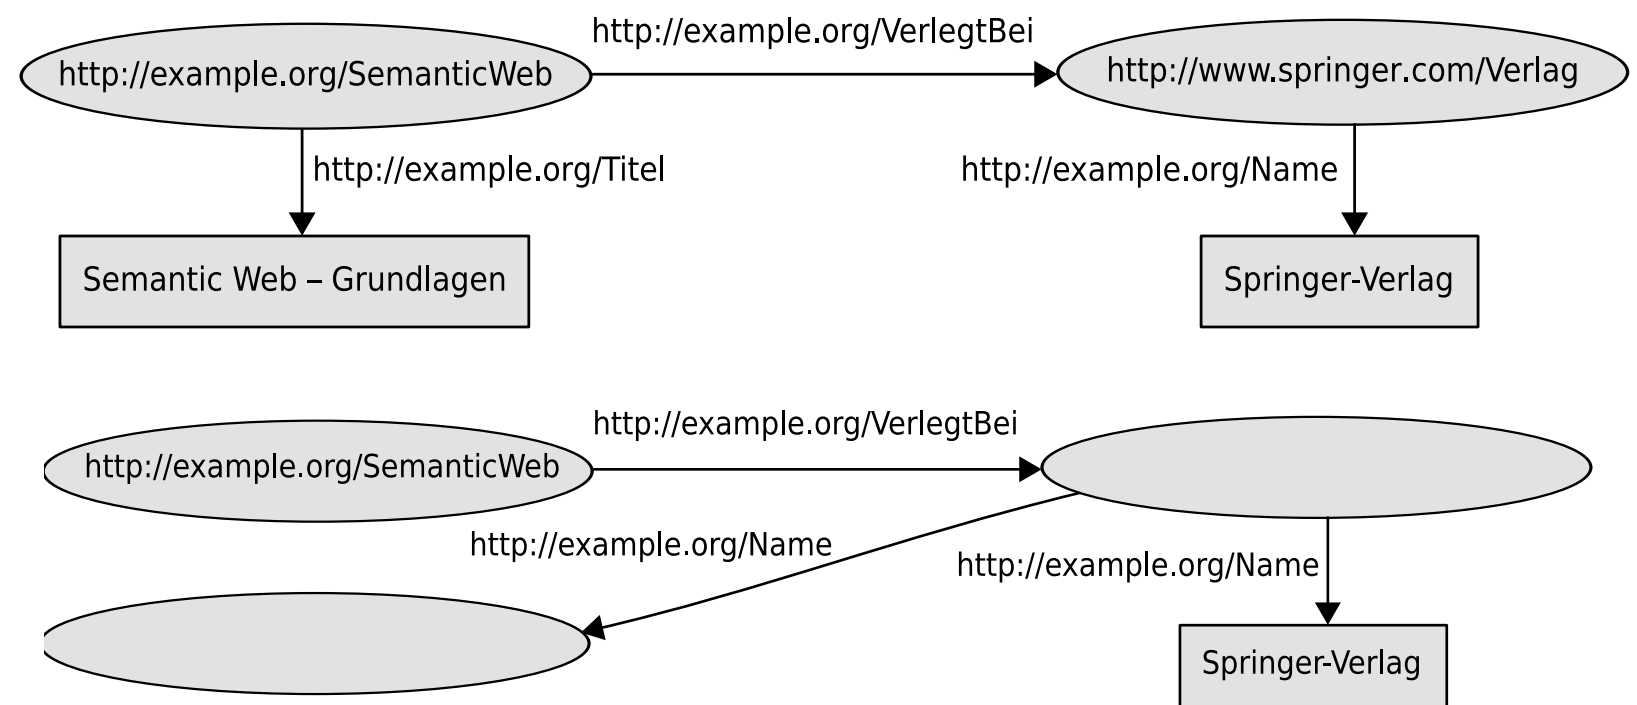 http://example.org/VerlegtBei
http://example.org/SemanticWeb
http://www.springer.com/Verlag
http://example.org/Titel
http://example.org/Name
Semantic Web – Grundlagen
Springer-Verlag
http://example.org/VerlegtBei
http://example.org/SemanticWeb
http://example.org/Name
http://example.org/Name
Springer-Verlag